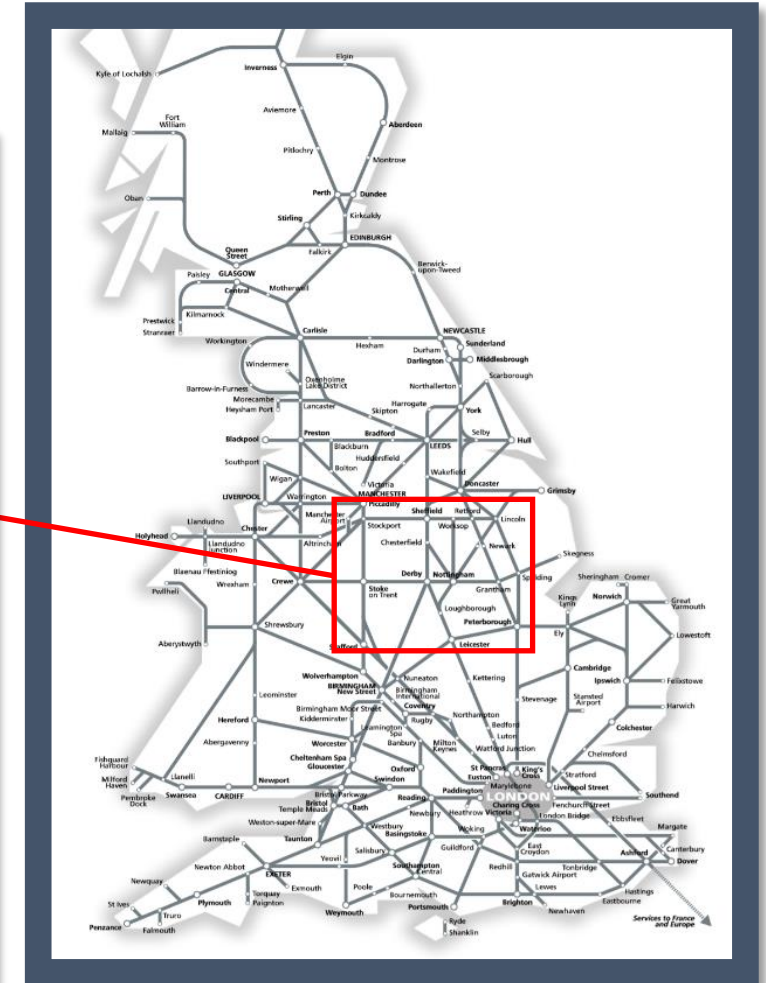 Elgin
Inverness
Kyle of Lochalsh
Aviemore
Fort
William
Aberdeen
Mallaig
Pitlochry
Montrose
Perth
Dundee
Oban
Kirkcaldy
Stirling
EDINBURGH
Queen
Street
Falkirk
Berwick-
upon-Tweed
Paisley
GLASGOW
Central
Motherwell
Kilmarnock
Prestwick
Stranraer
Carlisle
NEWCASTLE
Workington
Hexham
Sunderland
Durham
Darlington
Middlesbrough
Windermere
Scarborough
Oxenholme
Lake District
Northallerton
Barrow-In-Furness
Morecambe
Heysham Port
Lancaster
Harrogate
Skipton
York
Blackpool
Preston
Bradford
Selby
Hull
Blackburn
LEEDS
Huddersfield
Southport
Bolton
Wakefield
Wigan
Victoria
Doncaster
LIVERPOOL
Warrington
MANCHESTER
Piccadilly
Grimsby
Manchester
Airport
Sheffield
Retford
Lincoln
Llandudno
Stockport
Worksop
Holyhead
Chester
Altrincham
Chesterfield
Newark
Llandudno
Junction
Skegness
Blaenau Ffestiniog
Crewe
Derby
Nottingham
Spalding
Sheringham
Cromer
Pwllheli
Wrexham
Stoke
on Trent
Grantham
Kings
Lynn
Norwich
Great
Yarmouth
Loughborough
Peterborough
Aberystwyth
Shrewsbury
Stafford
Leicester
Ely
Lowestoft
Wolverhampton
Nuneaton
Kettering
Cambridge
BIRMINGHAM
New Street
Birmingham
International
Ipswich
Felixstowe
Leominster
Birmingham Moor Street
Coventry
Stevenage
Stansted
Airport
Harwich
Hereford
Kidderminster
Leamington
Spa
Rugby
Northampton
Bedford
Colchester
Abergavenny
Worcester
Banbury
Milton
Keynes
Luton
Watford Junction
Chelmsford
Fishguard
Harbour
Cheltenham Spa
Gloucester
Oxford
St Pancras
Euston
King's
Cross
Stratford
Milford
Haven
Llanelli
Newport
Swindon
Paddington
Marylebone
Liverpool Street
Pembroke
Dock
Swansea
CARDIFF
Bristol Parkway
Reading
LONDON
Southend
Bristol
Temple Meads
Bath
Newbury
Heathrow
Victoria
Charing Cross
Fenchurch Street
Weston-super-Mare
London Bridge
Ebbsfleet
Westbury
Basingstoke
Woking
Waterloo
Margate
Barnstaple
Taunton
Salisbury
Guildford
East
Croydon
Ashford
Canterbury
Dover
Newton Abbot
Yeovil
Southampton
Central
Redhill
Tonbridge
Gatwick Airport
Newquay
EXETER
Exmouth
Poole
Bournemouth
Lewes
Hastings
Eastbourne
St Ives
Plymouth
Torquay
Paignton
Weymouth
Portsmouth
Brighton
Newhaven
Truro
Penzance
Falmouth
Ryde
Shanklin
Services to France
and Europe